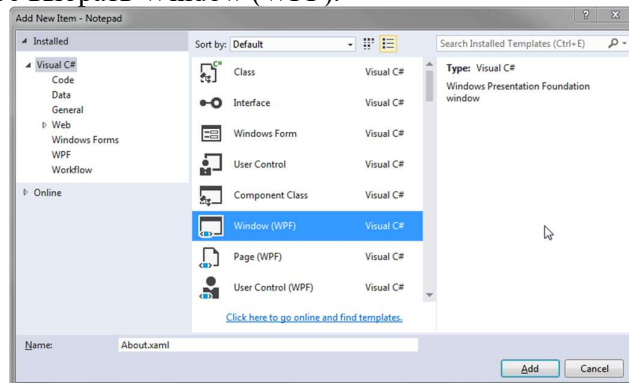 Window (WPF).
Add New Item - Notepad
Installed
Sort by: Default
Search Installed Templates (Ctrl+E)
Visual C#
Code
Data
General
Web
Windows Forms
WPF
Workflow
Online
Class Visual C#
Interface Visual C#
Windows Form Visual C#
User Control Visual C#
Component Class Visual C#
Window (WPF) Visual C#
Page (WPF) Visual C#
User Control (WPF) Visual C#
Click here to go online and find templates.
Type: Visual C#
Windows Presentation Foundation
window
Name: About.xaml
Add Cancel